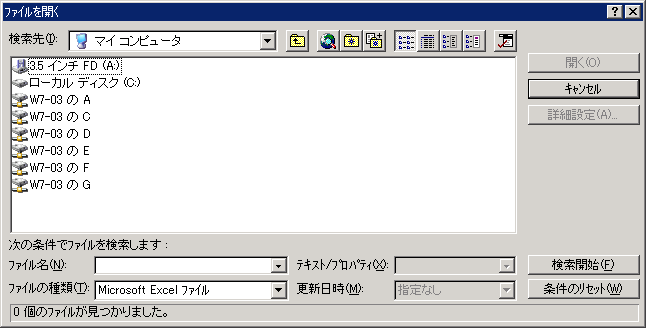 ファイルを開く
検索先(I): マイ コンピュータ
3.5 インチ FD (A:)
ローカル ディスク (C:)
W7-03 の A
W7-03 の C
W7-03 の D
W7-03 の E
W7-03 の F
W7-03 の G
開く(O)
キャンセル
詳細設定(A)...
次の条件でファイルを検索します :
ファイル名(N): テキスト/プロパティ(X): 検索開始(F)
ファイルの種類(T): Microsoft Excel ファイル 更新日時(M): 指定なし 条件のリセット(W)
0 個のファイルが見つかりました。